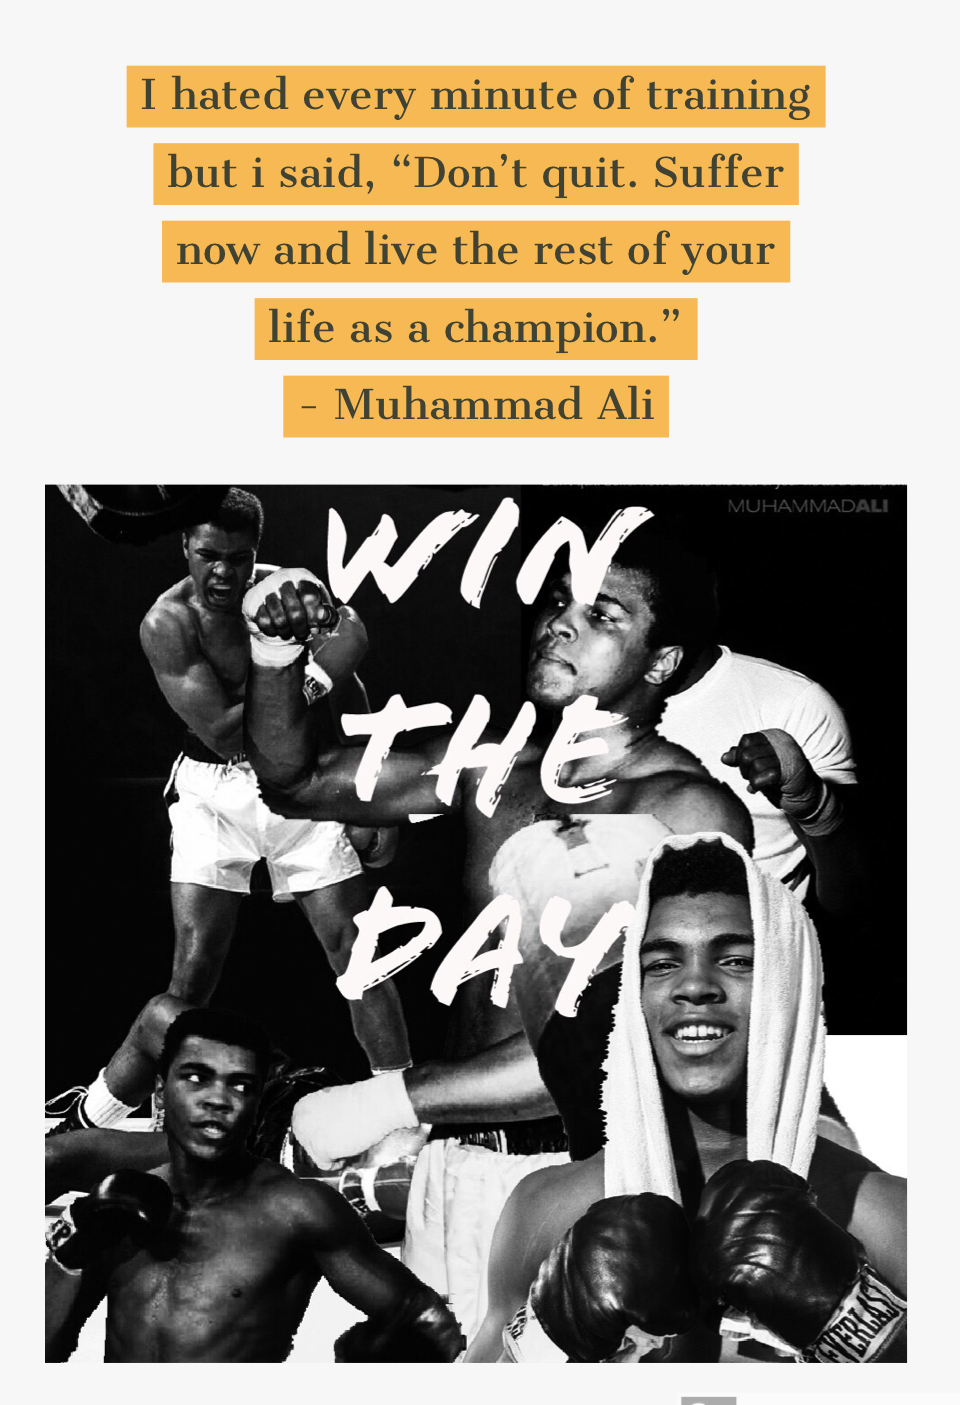 I hated every minute of training
but i said, “Don’t quit. Suffer
now and live the rest of your
life as a champion.”
- Muhammad Ali
MUHAMMADALI
WIN
THE
DAY
EVERLAST